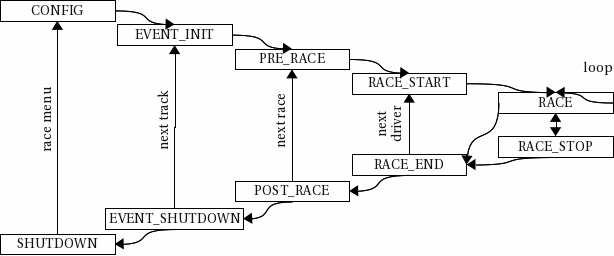 CONFIG
EVENT_INIT
PRE_RACE
RACE_START
loop
RACE
race menu
next track
next race
next
driver
RACE_STOP
RACE_END
POST_RACE
EVENT_SHUTDOWN
SHUTDOWN